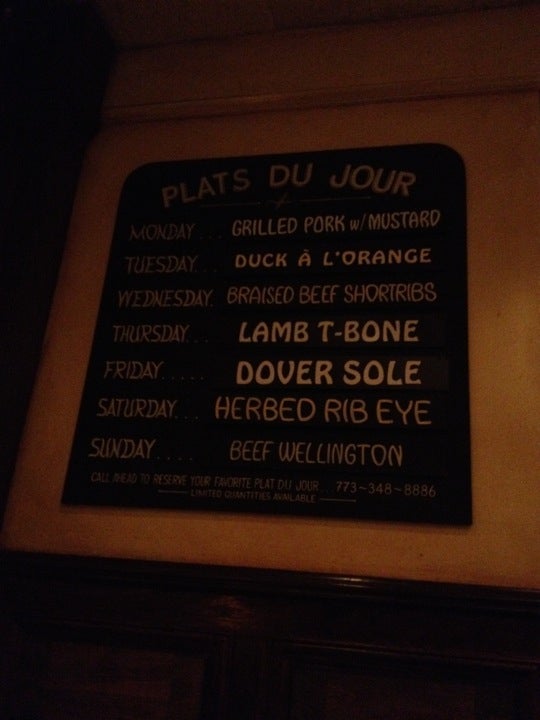 PLATS DU JOUR
MONDAY... GRILLED PORK w/ MUSTARD
TUESDAY... DUCK À L'ORANGE
WEDNESDAY. BRAISED BEEF SHORTRIBS
THURSDAY... LAMB T-BONE
FRIDAY..... DOVER SOLE
SATURDAY... HERBED RIB EYE
SUNDAY.... BEEF WELLINGTON
CALL AHEAD TO RESERVE YOUR FAVORITE PLAT DU JOUR... 773~348~8886
LIMITED QUANTITIES AVAILABLE